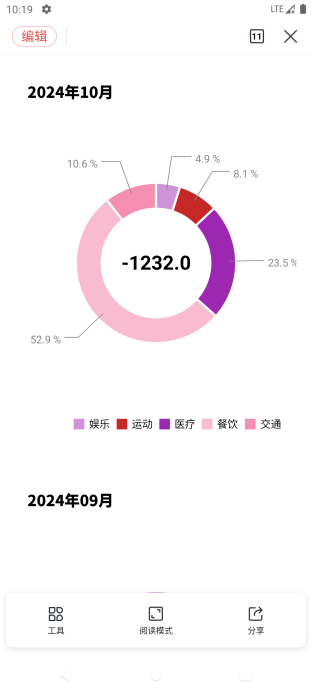 10:19
LTE
编辑
11
2024年10月
4.9 %
10.6 %
8.1 %
-1232.0
23.5 %
52.9 %
娱乐 运动 医疗 餐饮 交通
2024年09月
工具 阅读模式 分享